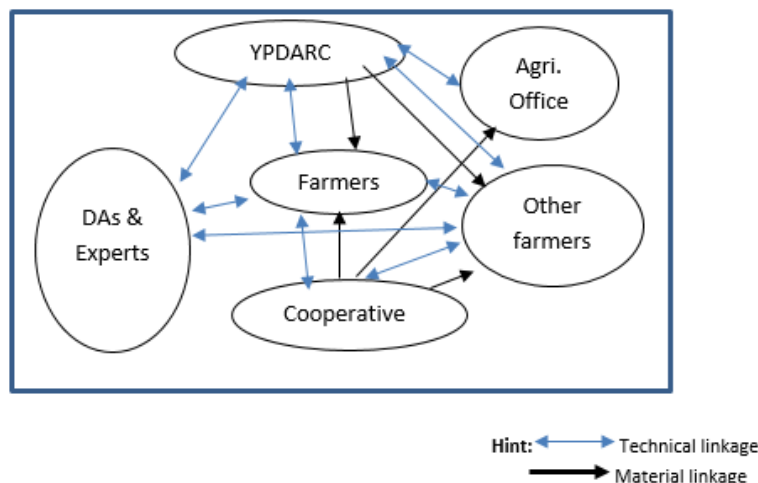 YPDARC
Agri.
Office
Farmers
DAs &
Experts
Other
farmers
Cooperative
Hint: Technical linkage
Material linkage